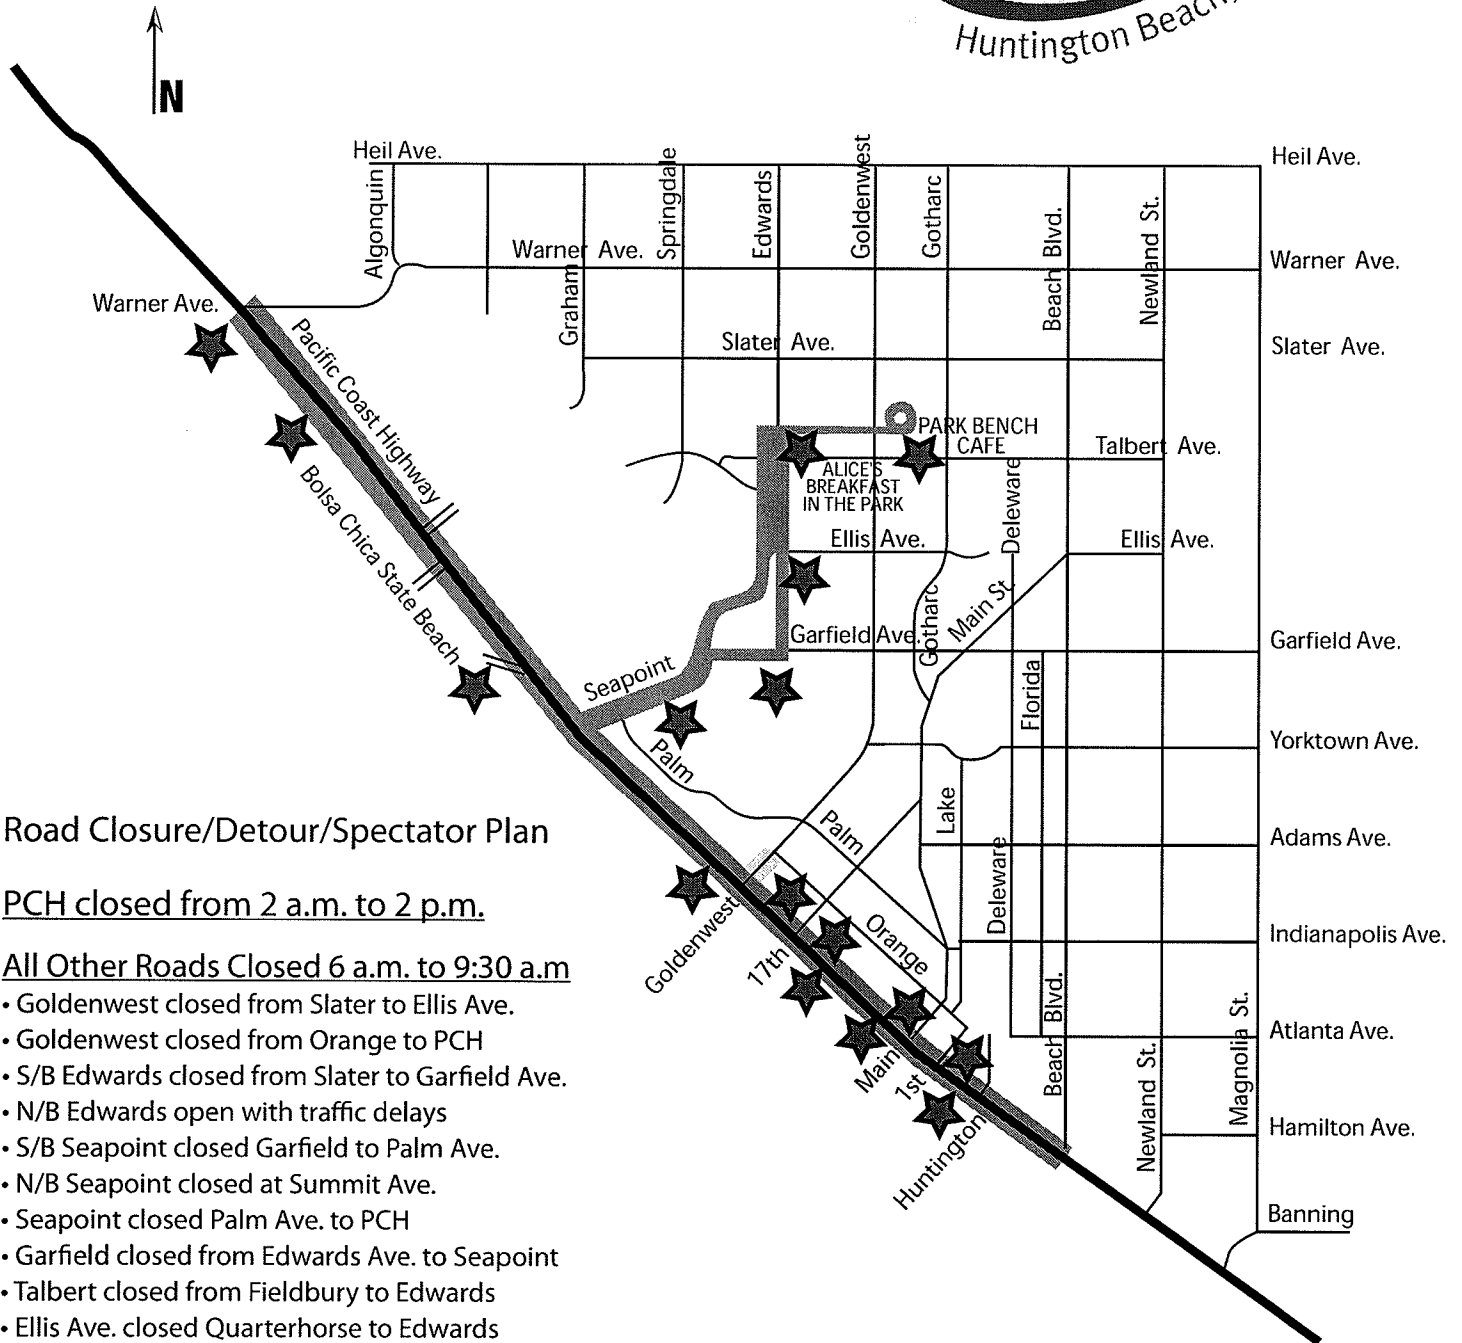 Huntington Beach,
N
Heil Ave.
Heil Ave.
Algonquin
Springdale
Edwards
Goldenwest
Gotharc
Beach Blvd.
Newland St.
Warner Ave.
Warner Ave.
Warner Ave.
Graham
Pacific Coast Highway
Slater Ave.
Slater Ave.
PARK BENCH
CAFE
Talbert Ave.
ALICE'S
BREAKFAST
IN THE PARK
Bolsa Chica State Beach
Deleware
Ellis Ave.
Ellis Ave.
Gotharc
Main St.
Garfield Ave.
Garfield Ave.
Seapoint
Florida
Palm
Yorktown Ave.
Lake
Palm
Adams Ave.
Deleware
Orange
Indianapolis Ave.
Goldenwest
17th
Beach Blvd.
Magnolia St.
Atlanta Ave.
Main
1st
Newland St.
Hamilton Ave.
Huntington
Banning
Road Closure/Detour/Spectator Plan
PCH closed from 2 a.m. to 2 p.m.
All Other Roads Closed 6 a.m. to 9:30 a.m
• Goldenwest closed from Slater to Ellis Ave.
• Goldenwest closed from Orange to PCH
• S/B Edwards closed from Slater to Garfield Ave.
• N/B Edwards open with traffic delays
• S/B Seapoint closed Garfield to Palm Ave.
• N/B Seapoint closed at Summit Ave.
• Seapoint closed Palm Ave. to PCH
• Garfield closed from Edwards Ave. to Seapoint
• Talbert closed from Fieldbury to Edwards
• Ellis Ave. closed Quarterhorse to Edwards